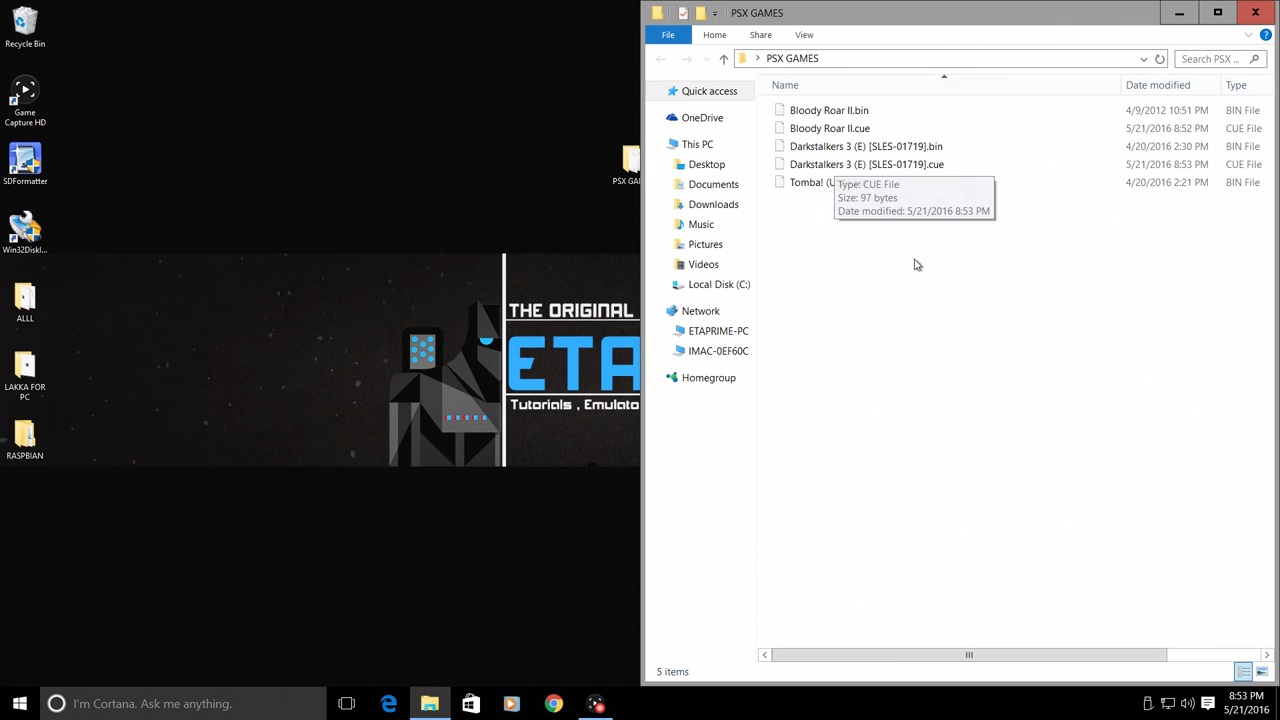 Recycle Bin
Game
Capture HD
SDFormatter
Win32DiskI...
ALLL
LAKKA FOR
PC
RASPBIAN
PSX GA
THE ORIGINAL
ETA
Tutorials , Emulato
PSX GAMES
File
Home
Share
View
PSX GAMES
Search PSX ...
Name
Date modified
Type
Quick access
OneDrive
This PC
Desktop
Documents
Downloads
Music
Pictures
Videos
Local Disk (C:)
Network
ETAPRIME-PC
IMAC-0EF60C
Homegroup
Bloody Roar II.bin 4/9/2012 10:51 PM BIN File
Bloody Roar II.cue 5/21/2016 8:52 PM CUE File
Darkstalkers 3 (E) [SLES-01719].bin 4/20/2016 2:30 PM BIN File
Darkstalkers 3 (E) [SLES-01719].cue 5/21/2016 8:53 PM CUE File
Tomba! (U 4/20/2016 2:21 PM BIN File
Type: CUE File
Size: 97 bytes
Date modified: 5/21/2016 8:53 PM
5 items
I'm Cortana. Ask me anything.
8:53 PM
5/21/2016